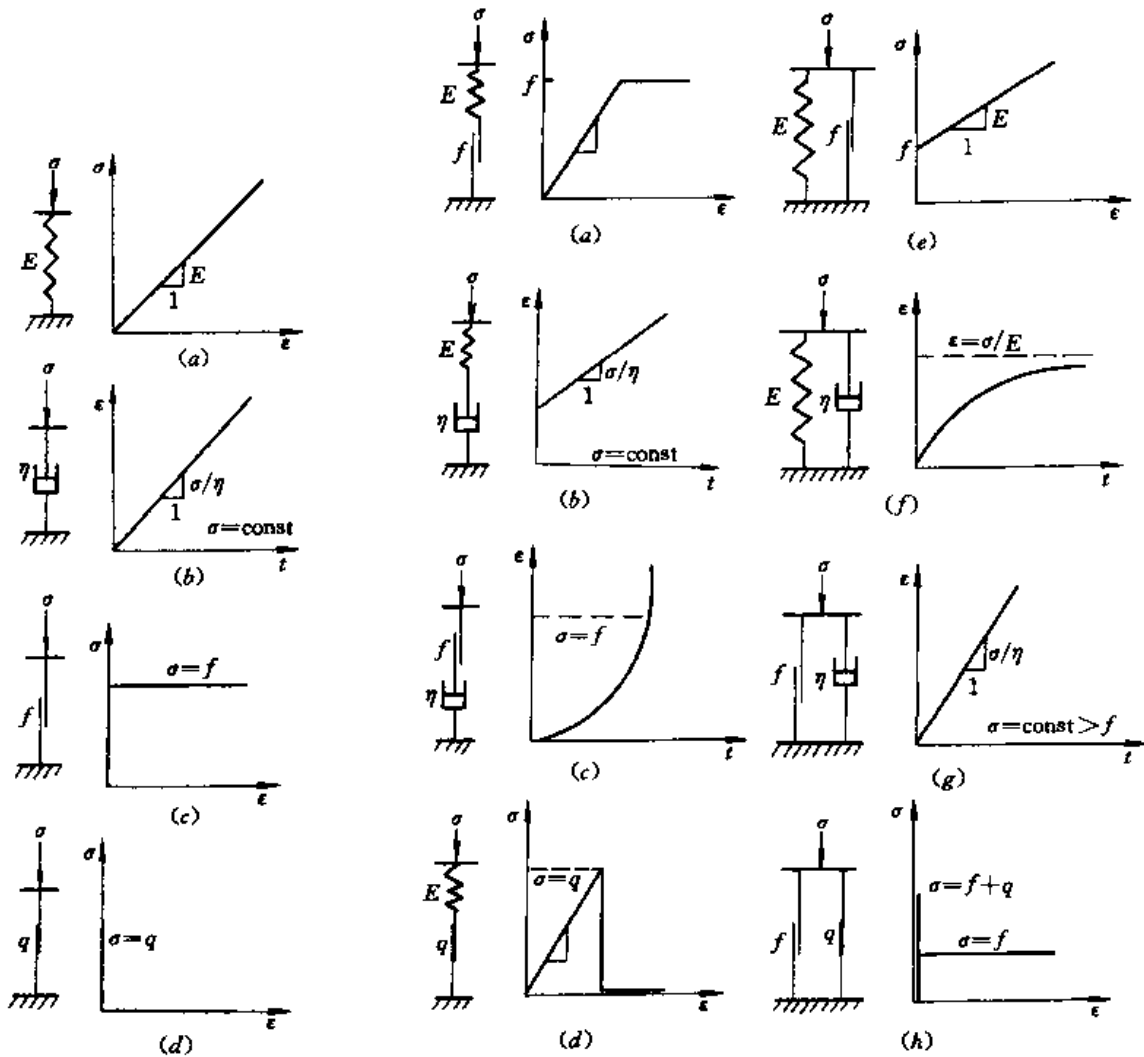 σ
E
σ
E
1
ε
(a)
σ
η
ε
σ/η
1
σ=const
t
(b)
σ
f
σ
σ=f
ε
(c)
σ
q
σ
σ=q
ε
(d)
σ
E
f
σ
f
ε
(a)
σ
E
η
ε
σ/η
1
σ=const
t
(b)
σ
f
η
ε
σ=f
t
(c)
σ
E
q
σ
σ=q
ε
(d)
σ
E
f
σ
f
E
1
ε
(e)
σ
E
η
ε
ε=σ/E
t
(f)
σ
f
η
ε
σ/η
1
σ=const>f
t
(g)
σ
f
q
σ
σ=f+q
σ=f
ε
(h)